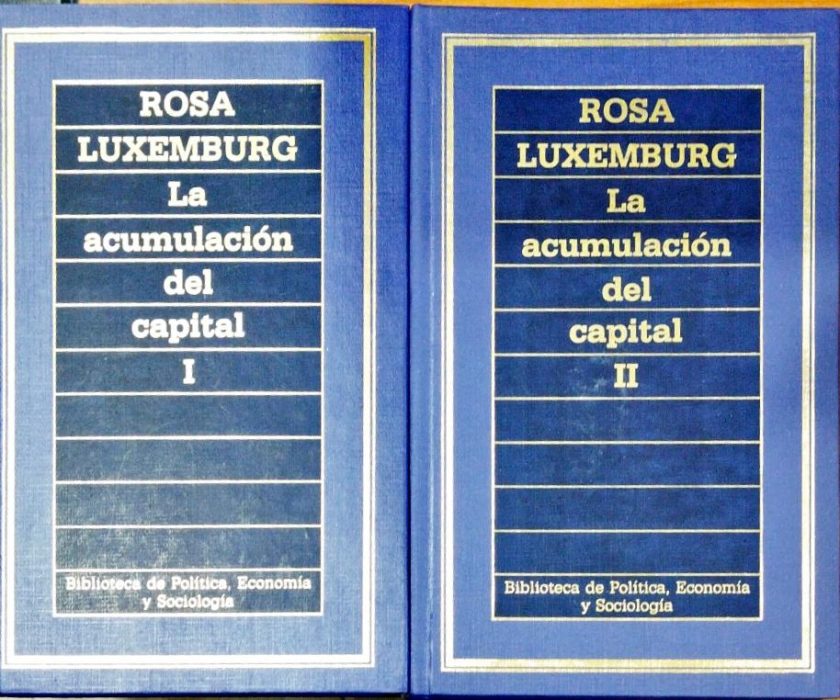 ROSA
LUXEMBURG
La
acumulación
del
capital
I
Biblioteca de Política, Economía
y Sociología
ROSA
LUXEMBURG
La
acumulación
del
capital
II
Biblioteca de Política, Economía
y Sociología